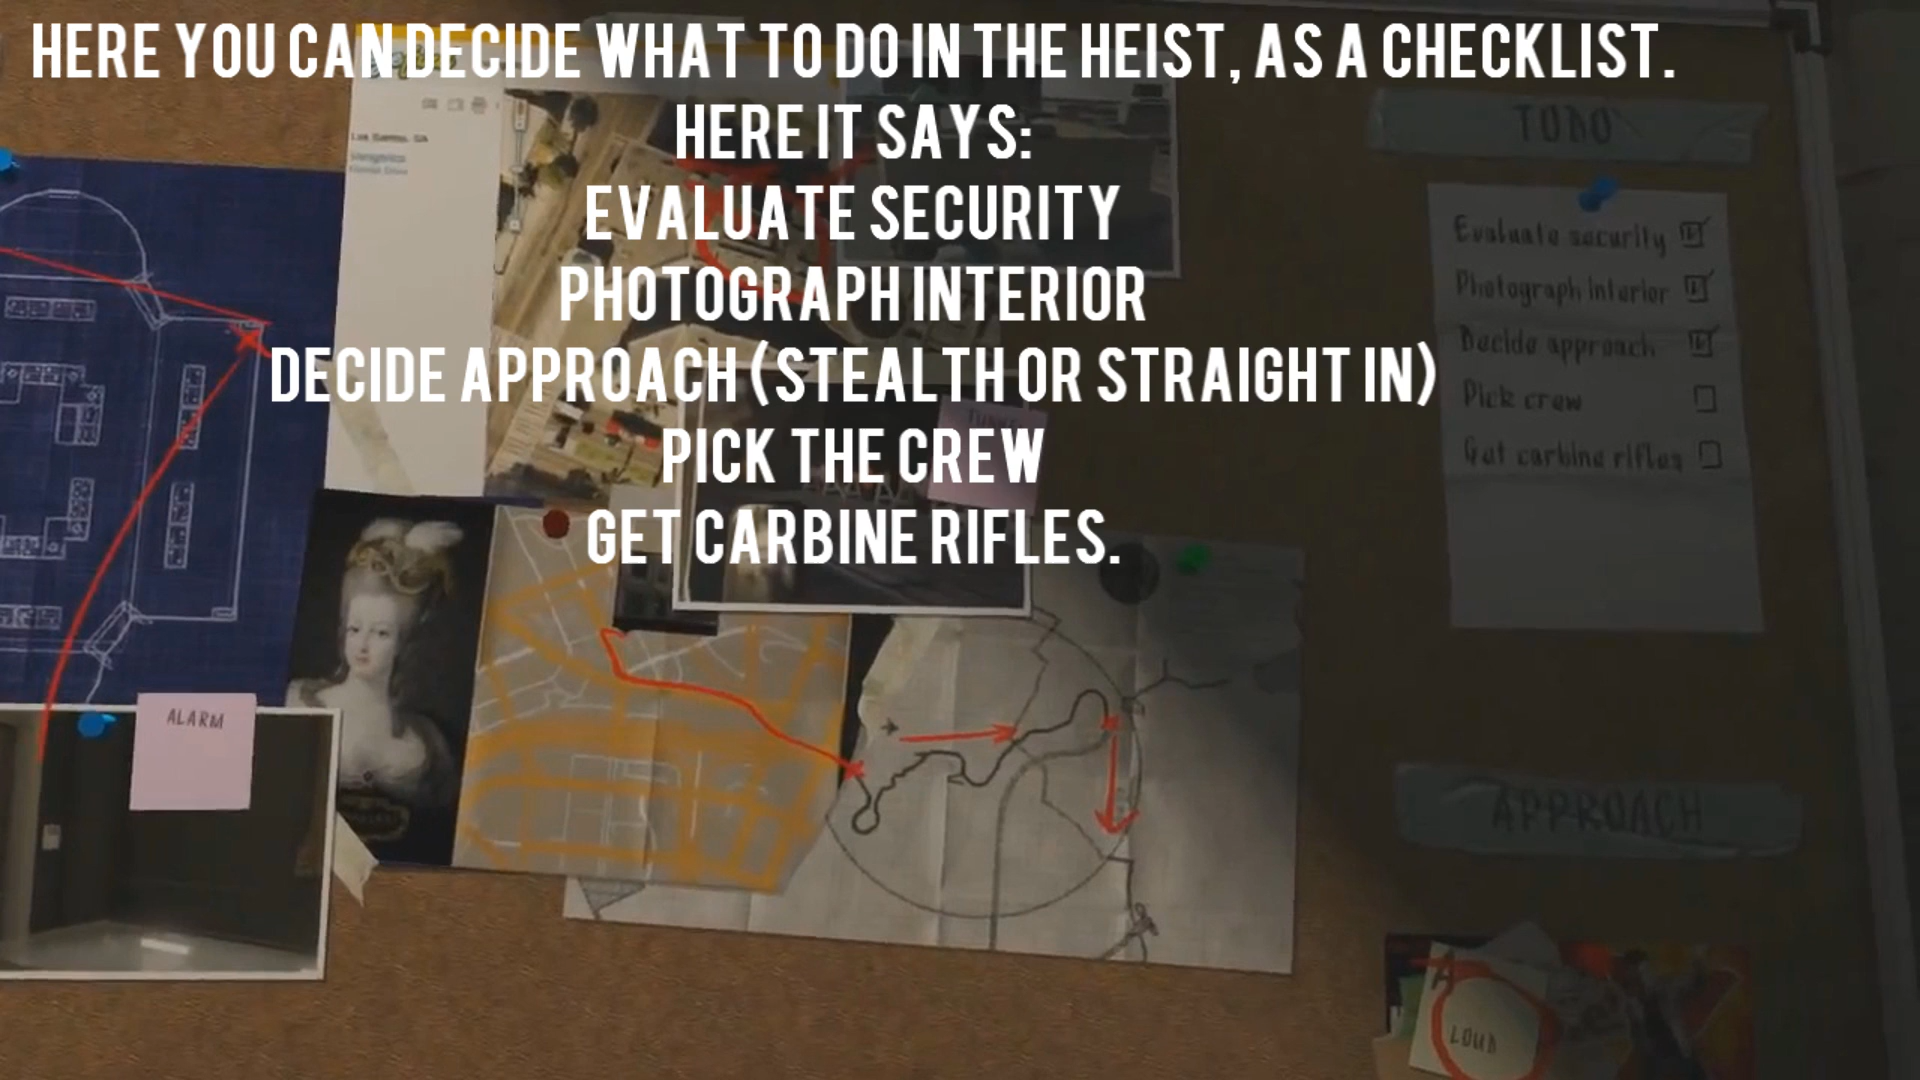 HERE YOU CAN DECIDE WHAT TO DO IN THE HEIST, AS A CHECKLIST.
HERE IT SAYS:
EVALUATE SECURITY
PHOTOGRAPH INTERIOR
DECIDE APPROACH (STEALTH OR STRAIGHT IN)
PICK THE CREW
GET CARBINE RIFLES.
TODO
Evaluate security
Photograph interior
Decide approach
Pick crew
Get carbine rifles
ALARM
APPROACH
A
LOUD